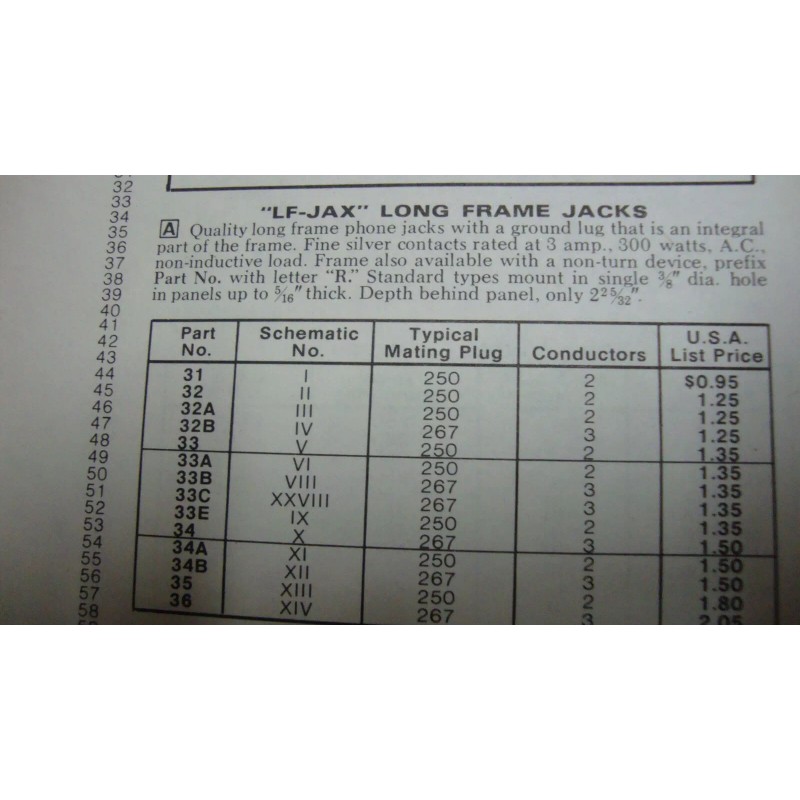 32
33
34
35
36
37
38
39
40
41
42
43
44
45
46
47
48
49
50
51
52
53
54
55
56
57
58
"LF-JAX" LONG FRAME JACKS
A Quality long frame phone jacks with a ground lug that is an integral
part of the frame. Fine silver contacts rated at 3 amp., 300 watts, A.C.,
non-inductive load. Frame also available with a non-turn device, prefix
Part No. with letter "R." Standard types mount in single 3/8" dia. hole
in panels up to 5/16" thick. Depth behind panel, only 2 25/32".
Part Schematic Typical U.S.A.
No. No. Mating Plug Conductors List Price
31 I 250 2 $0.95
32 II 250 2 1.25
32A III 250 2 1.25
32B IV 267 3 1.25
33 V 250 2 1.35
33A VI 250 2 1.35
33B VIII 267 3 1.35
33C XXVIII 267 3 1.35
33E IX 250 2 1.35
34 X 267 3 1.50
34A XI 250 2 1.50
34B XII 267 3 1.50
35 XIII 250 2 1.80
36 XIV 267 3 2.05